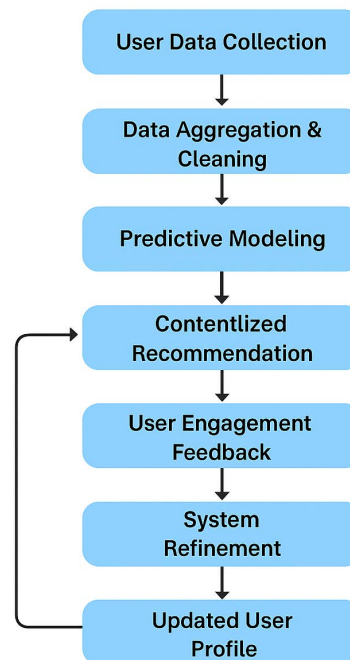 User Data Collection
Data Aggregation &
Cleaning
Predictive Modeling
Contentlized
Recommendation
User Engagement
Feedback
System
Refinement
Updated User
Profile